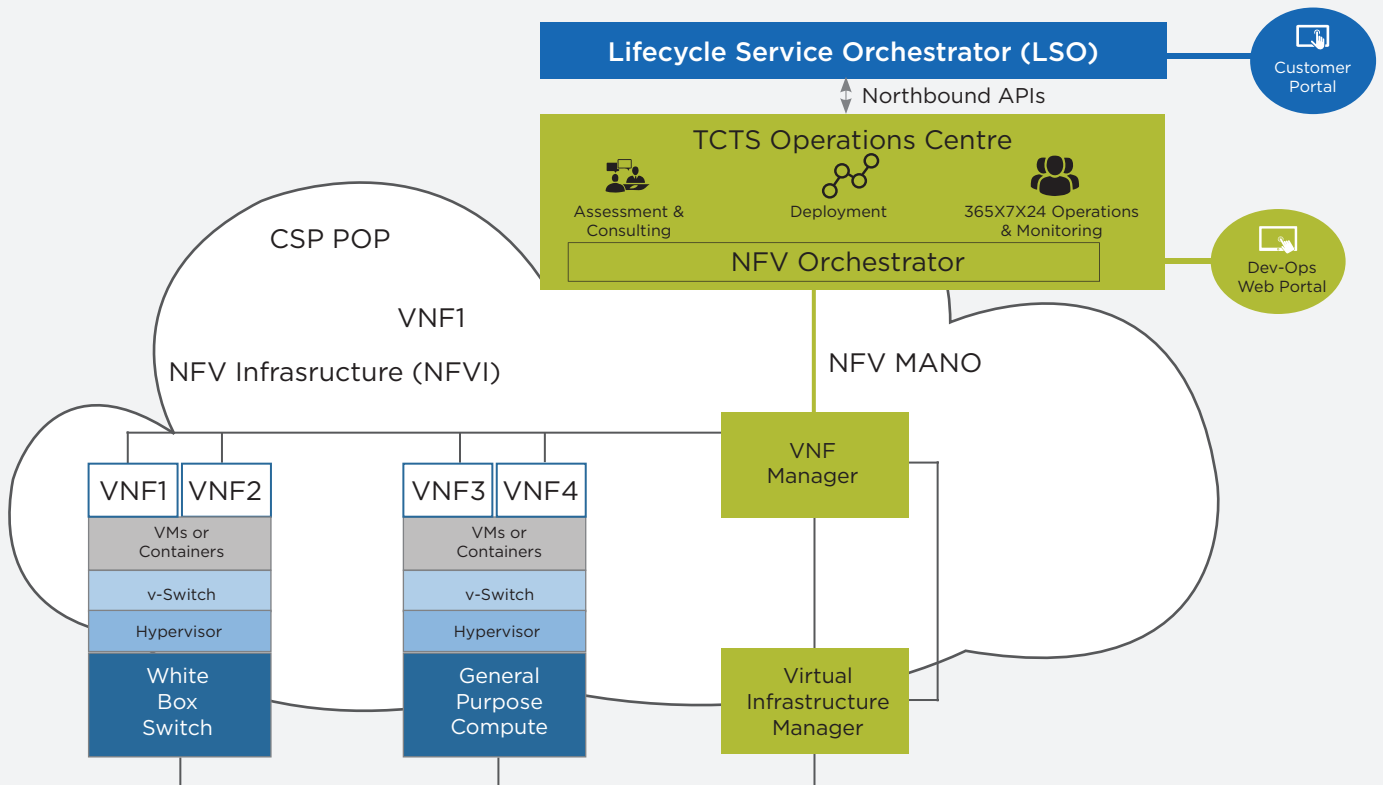 Lifecycle Service Orchestrator (LSO)
Customer
Portal
Northbound APIs
TCTS Operations Centre
Assessment &
Consulting
Deployment
365X7X24 Operations
& Monitoring
NFV Orchestrator
Dev-Ops
Web Portal
CSP POP
VNF1
NFV Infrasructure (NFVI)
NFV MANO
VNF
Manager
VNF1
VNF2
VMs or
Containers
v-Switch
Hypervisor
White
Box
Switch
VNF3
VNF4
VMs or
Containers
v-Switch
Hypervisor
General
Purpose
Compute
Virtual
Infrastructure
Manager